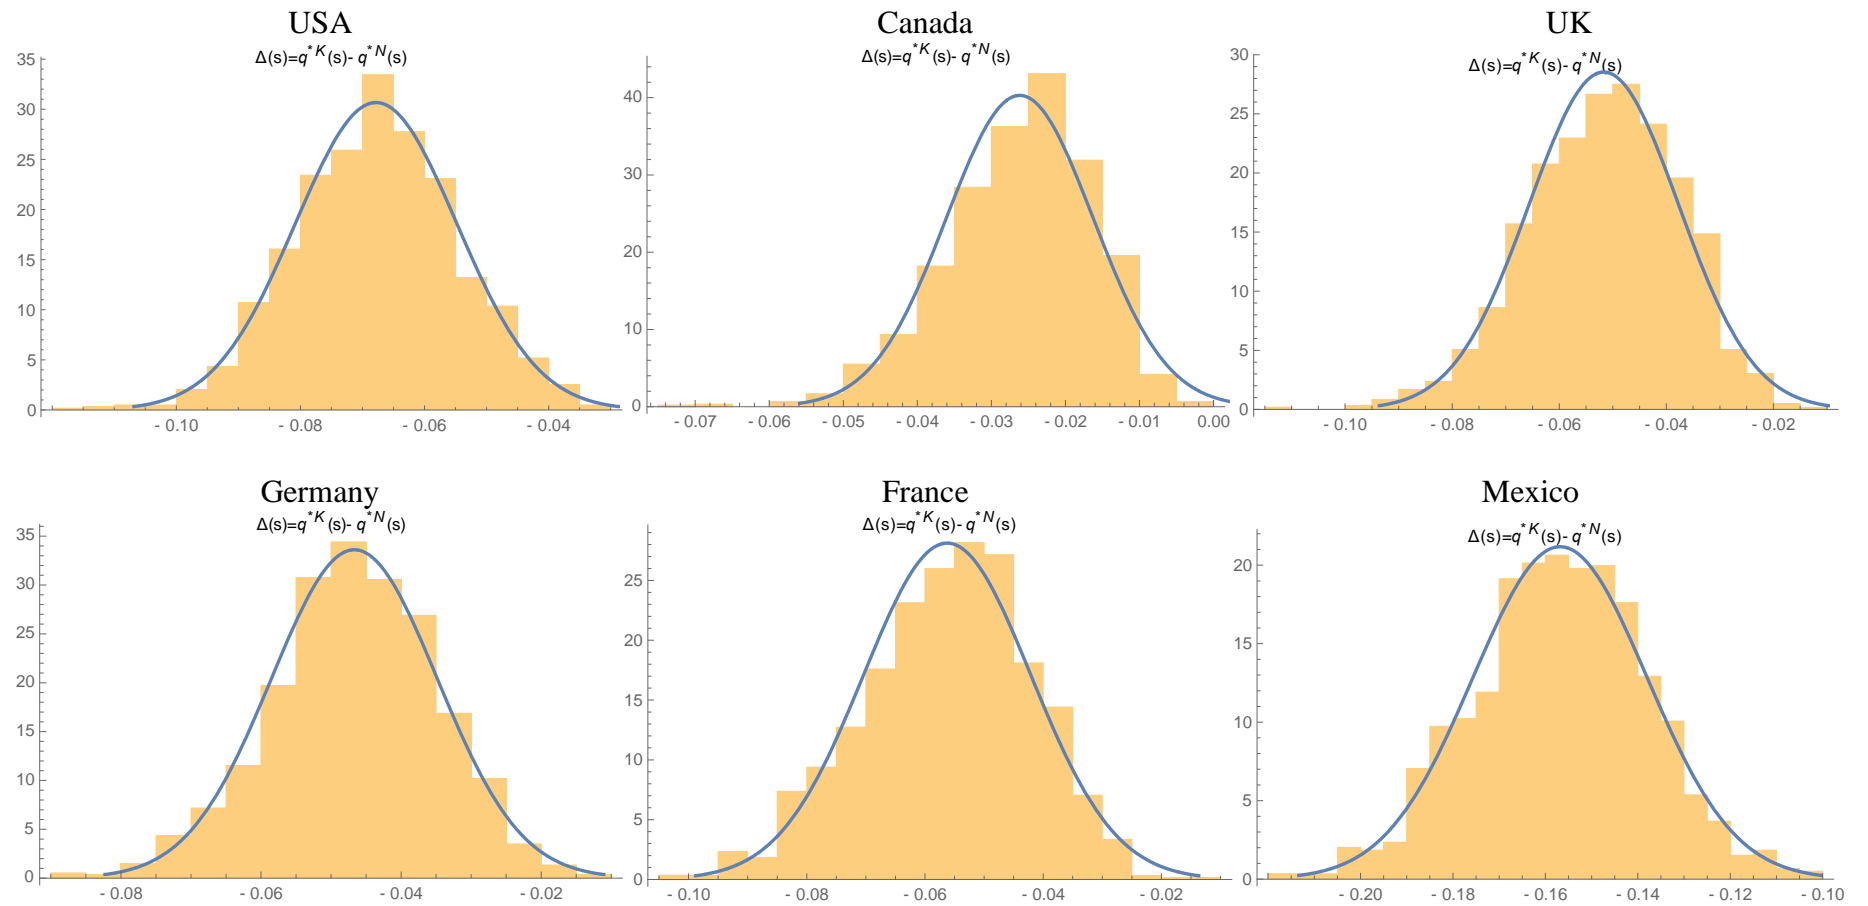 USA
Δ(s)=q*K(s)- q*N(s)
35
30
25
20
15
10
5
0
- 0.10 - 0.08 - 0.06 - 0.04
Canada
Δ(s)=q*K(s)- q*N(s)
40
30
20
10
0
- 0.07 - 0.06 - 0.05 - 0.04 - 0.03 - 0.02 - 0.01 0.00
UK
Δ(s)=q*K(s)- q*N(s)
30
25
20
15
10
5
0
- 0.10 - 0.08 - 0.06 - 0.04 - 0.02
Germany
Δ(s)=q*K(s)- q*N(s)
35
30
25
20
15
10
5
0
- 0.08 - 0.06 - 0.04 - 0.02
France
Δ(s)=q*K(s)- q*N(s)
25
20
15
10
5
0
- 0.10 - 0.08 - 0.06 - 0.04 - 0.02
Mexico
Δ(s)=q*K(s)- q*N(s)
20
15
10
5
0
- 0.20 - 0.18 - 0.16 - 0.14 - 0.12 - 0.10